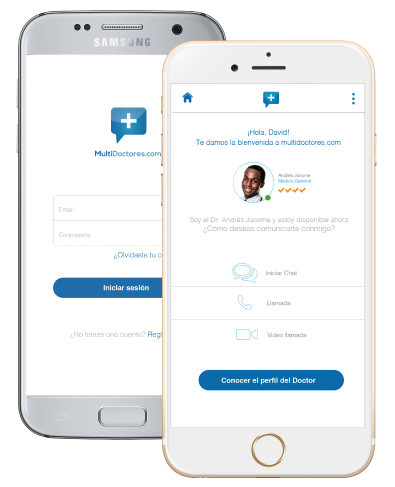 SAMSUNG
MultiDoctores.com
Email
Contraseña
¿Olvidaste tu c
Iniciar sesión
¿No tienes una cuenta? Regi
¡Hola, David!
Te damos la bienvenida a multidoctores.com
Andrés Jacome
Médico General
Soy el Dr. Andrés Jacome y estoy disponible ahora
¿Cómo deseas comunicarte conmigo?
Iniciar Chat
Llamada
Video llamada
Conocer el perfil del Doctor